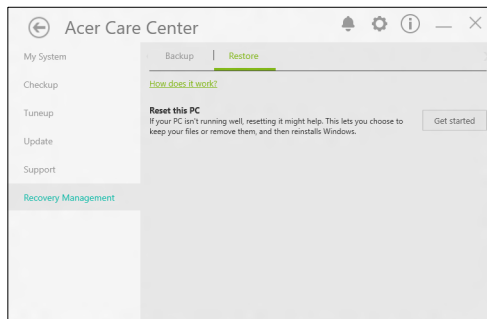 Acer Care Center
My System
Checkup
Tuneup
Update
Support
Recovery Management
Backup
Restore
How does it work?
Reset this PC
If your PC isn't running well, resetting it might help. This lets you choose to
keep your files or remove them, and then reinstalls Windows.
Get started